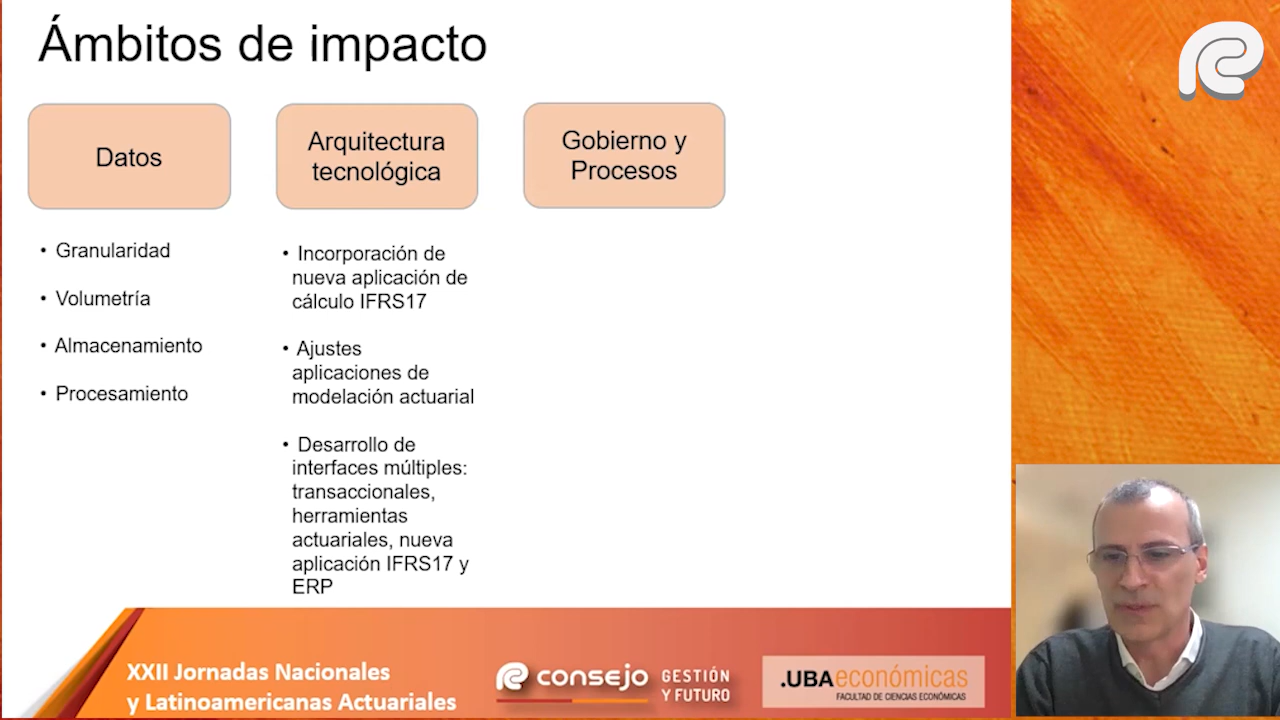 Ámbitos de impacto
Datos
• Granularidad
• Volumetría
• Almacenamiento
• Procesamiento
Arquitectura
tecnológica
• Incorporación de
nueva aplicación de
cálculo IFRS17
• Ajustes
aplicaciones de
modelación actuarial
• Desarrollo de
interfaces múltiples:
transaccionales,
herramientas
actuariales, nueva
aplicación IFRS17 y
ERP
Gobierno y
Procesos
XXII Jornadas Nacionales
y Latinoamericanas Actuariales
consejo
GESTIÓN
Y FUTURO
.UBAeconómicas
FACULTAD DE CIENCIAS ECONÓMICAS